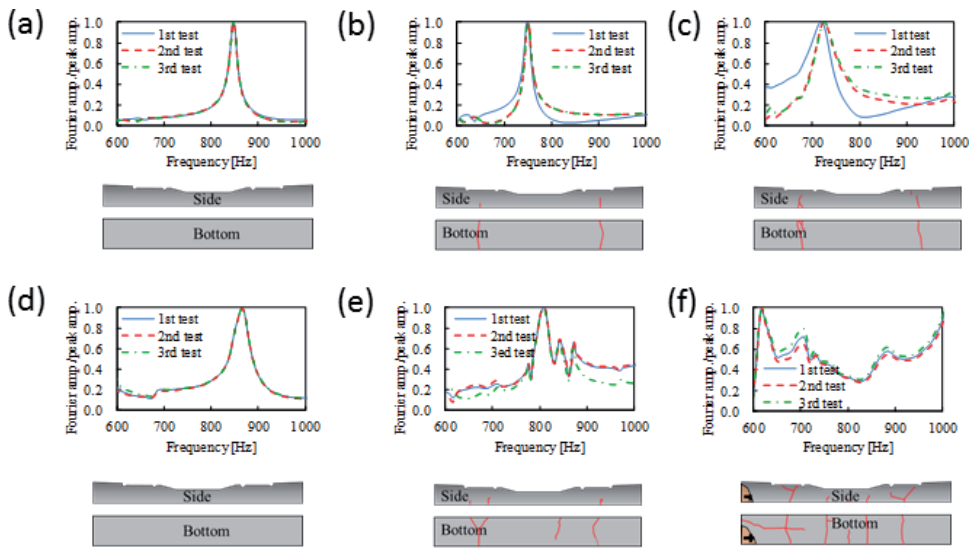 (a)
Fourier amp./peak amp.
1.0
0.8
0.6
0.4
0.2
0.0
1st test
2nd test
3rd test
600 700 800 900 1000
Frequency [Hz]
Side
Bottom
(b)
Fourier amp./peak amp.
1.0
0.8
0.6
0.4
0.2
0.0
1st test
2nd test
3rd test
600 700 800 900 1000
Frequency [Hz]
Side
Bottom
(c)
Fourier amp./peak amp.
1.0
0.8
0.6
0.4
0.2
0.0
1st test
2nd test
3rd test
600 700 800 900 1000
Frequency [Hz]
Side
Bottom
(d)
Fourier amp./peak amp.
1.0
0.8
0.6
0.4
0.2
0.0
1st test
2nd test
3rd test
600 700 800 900 1000
Frequency [Hz]
Side
Bottom
(e)
Fourier amp./peak amp.
1.0
0.8
0.6
0.4
0.2
0.0
1st test
2nd test
3ed test
600 700 800 900 1000
Frequency [Hz]
Side
Bottom
(f)
Fourier amp./peak amp.
1.0
0.8
0.6
0.4
0.2
0.0
1st test
2nd test
3rd test
600 700 800 900 1000
Frequency [Hz]
Side
Bottom